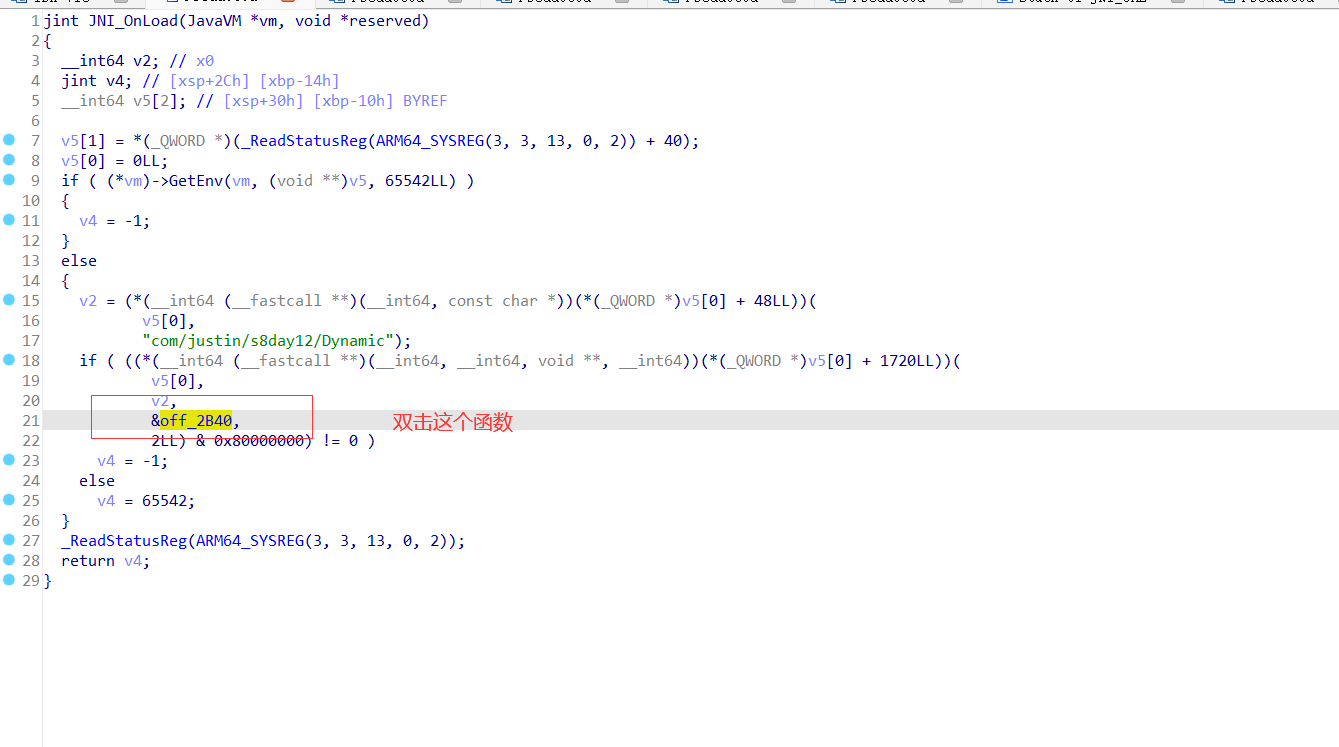 1 jint JNI_OnLoad(JavaVM *vm, void *reserved)
2 {
3 __int64 v2; // x0
4 jint v4; // [xsp+2Ch] [xbp-14h]
5 __int64 v5[2]; // [xsp+30h] [xbp-10h] BYREF
6
7 v5[1] = *(_QWORD *)(_ReadStatusReg(ARM64_SYSREG(3, 3, 13, 0, 2)) + 40);
8 v5[0] = 0LL;
9 if ( (*vm)->GetEnv(vm, (void **)v5, 65542LL) )
10 {
11 v4 = -1;
12 }
13 else
14 {
15 v2 = (*(__int64 (__fastcall **)(__int64, const char *))(*(_QWORD *)v5[0] + 48LL))(
16 v5[0],
17 "com/justin/s8day12/Dynamic");
18 if ( ((*(__int64 (__fastcall **)(__int64, __int64, void **, __int64))(*(_QWORD *)v5[0] + 1720LL))(
19 v5[0],
20 v2,
21 &off_2B40, 双击这个函数
22 2LL) & 0x80000000) != 0 )
23 v4 = -1;
24 else
25 v4 = 65542;
26 }
27 _ReadStatusReg(ARM64_SYSREG(3, 3, 13, 0, 2));
28 return v4;
29 }